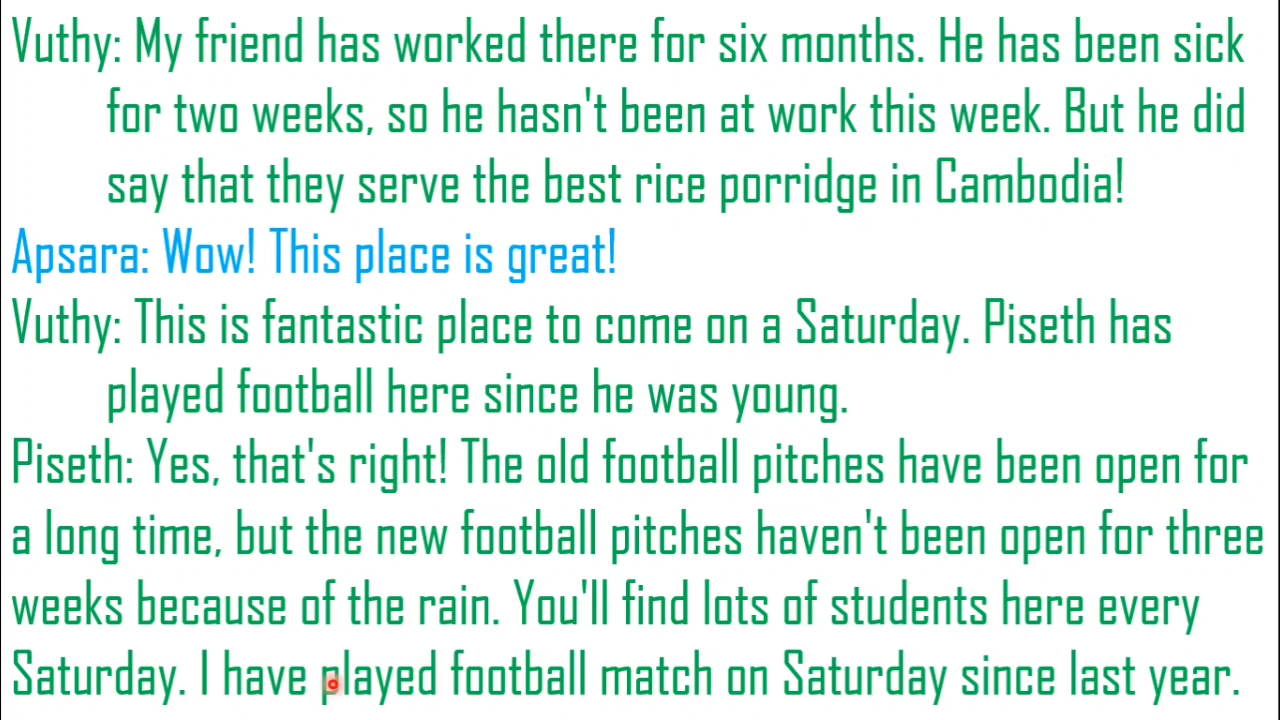 Vuthy: My friend has worked there for six months. He has been sick
for two weeks, so he hasn't been at work this week. But he did
say that they serve the best rice porridge in Cambodia!
Apsara: Wow! This place is great!
Vuthy: This is fantastic place to come on a Saturday. Piseth has
played football here since he was young.
Piseth: Yes, that's right! The old football pitches have been open for
a long time, but the new football pitches haven't been open for three
weeks because of the rain. You'll find lots of students here every
Saturday. I have played football match on Saturday since last year.